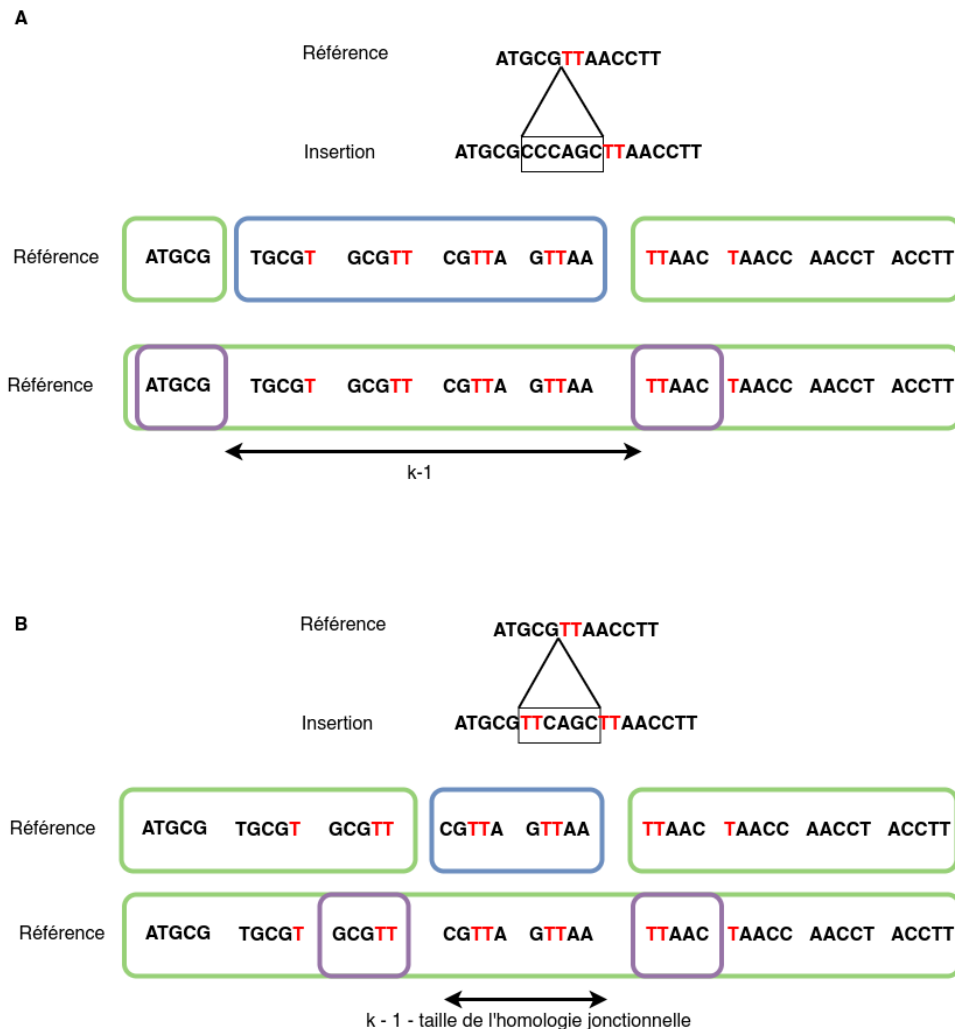 A
Référence ATGCGTTAACCTT
Insertion ATGCGCCCAGCTTAACCTT
Référence ATGCG TGCGT GCGTT CGTTA GTTAA TTAAC TAACC AACCT ACCTT
Référence ATGCG TGCGT GCGTT CGTTA GTTAA TTAAC TAACC AACCT ACCTT
k-1
B
Référence ATGCGTTAACCTT
Insertion ATGCGTTCAGCTTAACCTT
Référence ATGCG TGCGT GCGTT CGTTA GTTAA TTAAC TAACC AACCT ACCTT
Référence ATGCG TGCGT GCGTT CGTTA GTTAA TTAAC TAACC AACCT ACCTT
k - 1 - taille de l'homologie jonctionnelle